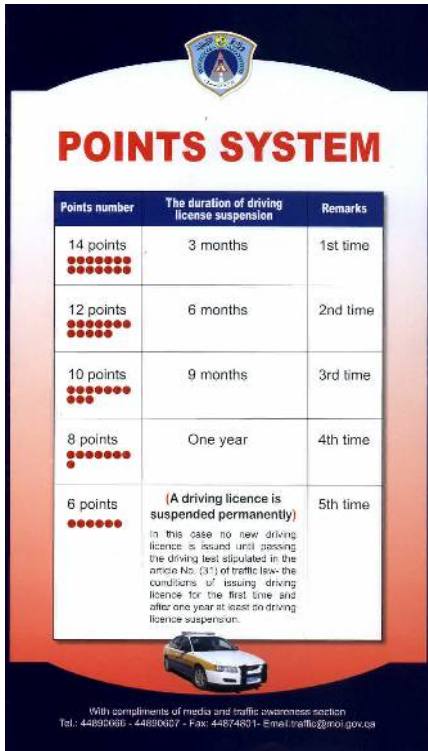 POINTS SYSTEM
Points number
The duration of driving
license suspension
Remarks
14 points
3 months
1st time
12 points
6 months
2nd time
10 points
9 months
3rd time
8 points
One year
4th time
6 points
(A driving licence is
suspended permanently)
5th time
In this case no new driving
licence is issued until passing
the driving test stipulated in the
article No. (31) of traffic law- the
conditions of issuing driving
licence for the first time and
after one year at least do driving
licence suspension.
With compliments of media and traffic awareness section
Tel.: 44890666 - 44890607 - Fax: 44874801- Email:traffic@moi.gov.qa